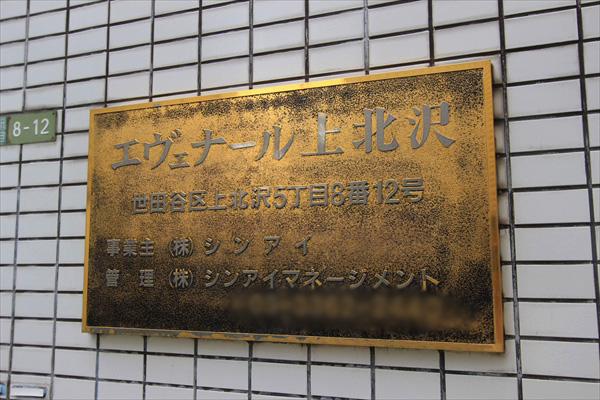 8-12
エヴェナール上北沢
世田谷区上北沢5丁目8番12号
事業主 (株) シンアイ
管理 (株) シンアイマネージメント